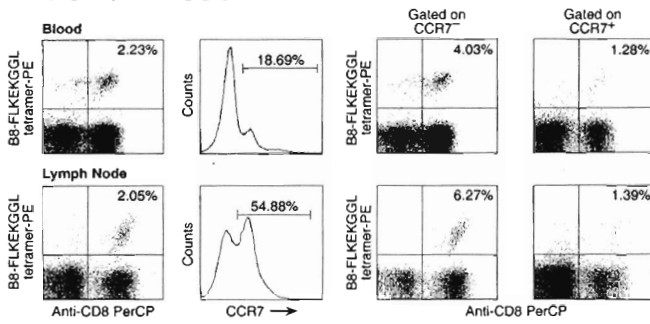 Gated on
CCR7⁻
Gated on
CCR7⁺
Blood
B8-FLKEKGGL
tetramer-PE
2.23%
Counts
18.69%
B8-FLKEKGGL
tetramer-PE
4.03%
1.28%
Lymph Node
B8-FLKEKGGL
tetramer-PE
2.05%
Counts
54.88%
B8-FLKEKGGL
tetramer-PE
6.27%
1.39%
Anti-CD8 PerCP
CCR7 →
Anti-CD8 PerCP